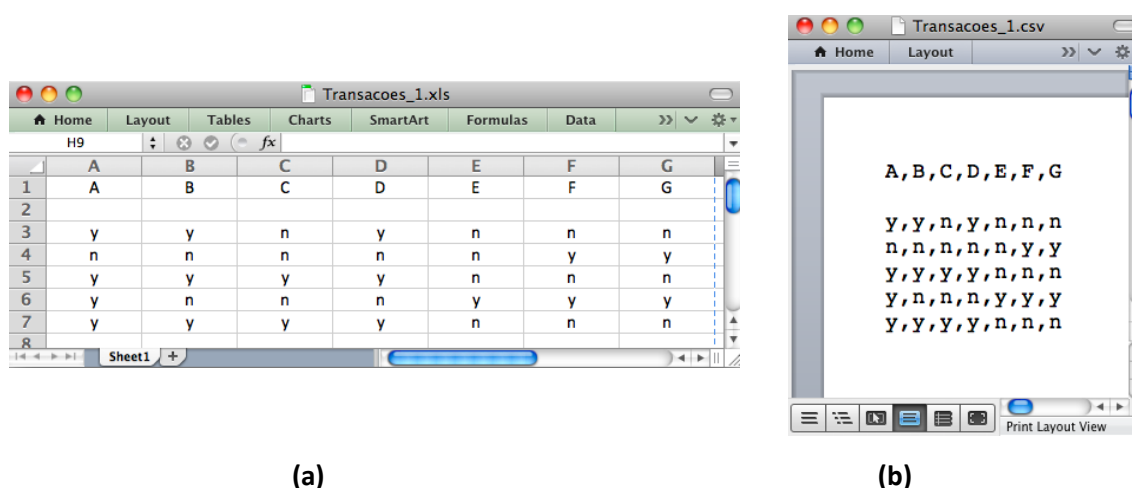 Transacoes_1.xls
Home Layout Tables Charts SmartArt Formulas Data
H9 fx
A B C D E F G
1 A B C D E F G
2
3 y y n y n n n
4 n n n n n y y
5 y y y y n n n
6 y n n n y y y
7 y y y y n n n
8
Sheet1
(a)
Transacoes_1.csv
Home Layout
A,B,C,D,E,F,G
y,y,n,y,n,n,n
n,n,n,n,n,y,y
y,y,y,y,n,n,n
y,n,n,n,y,y,y
y,y,y,y,n,n,n
Print Layout View
(b)